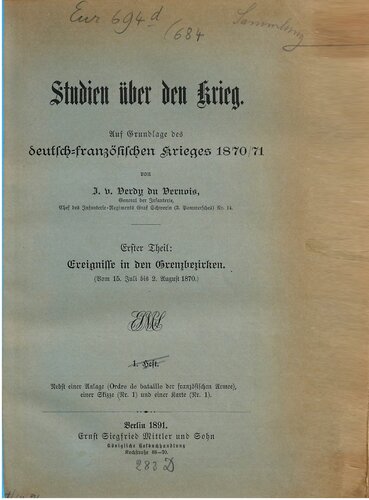 Eur 694 d
(684
Sammlung
Studien über den Krieg.
Auf Grundlage des
deutsch-französischen Krieges 1870/71
von
J. v. Verdy du Vernois,
General der Infanterie,
Chef des Infanterie-Regiments Graf Schwerin (3. Pommersches) Nr. 14.
Erster Theil:
Ereignisse in den Grenzbezirken.
(Vom 15. Juli bis 2. August 1870.)
1. Heft.
Nebst einer Anlage (Ordre de bataille der französischen Armee),
einer Skizze (Nr. 1) und einer Karte (Nr. 1).
Berlin 1891.
Ernst Siegfried Mittler und Sohn
Königliche Hofbuchhandlung
Kochstraße 68–70.
283 D